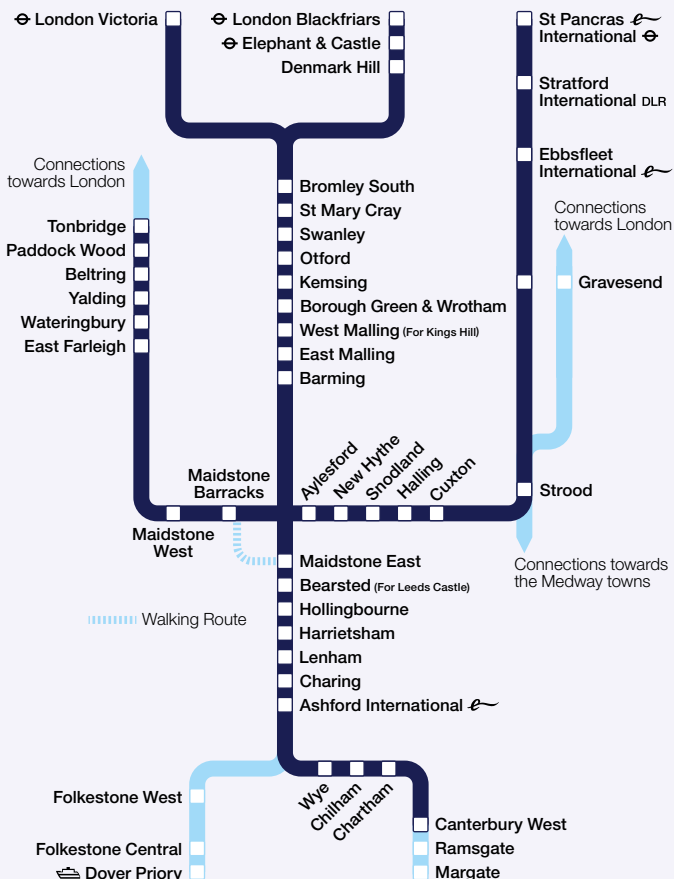 London Victoria
London Blackfriars
Elephant & Castle
Denmark Hill
St Pancras
International
Stratford
International DLR
Ebbsfleet
International
Connections
towards London
Connections
towards London
Tonbridge
Paddock Wood
Beltring
Yalding
Wateringbury
East Farleigh
Bromley South
St Mary Cray
Swanley
Otford
Kemsing
Borough Green & Wrotham
West Malling (For Kings Hill)
East Malling
Barming
Gravesend
Maidstone
Barracks
Aylesford
New Hythe
Snodland
Halling
Cuxton
Strood
Maidstone
West
Maidstone East
Bearsted (For Leeds Castle)
Hollingbourne
Harrietsham
Lenham
Charing
Ashford International
Connections towards
the Medway towns
Walking Route
Wye
Chilham
Chartham
Folkestone West
Folkestone Central
Dover Priory
Canterbury West
Ramsgate
Margate